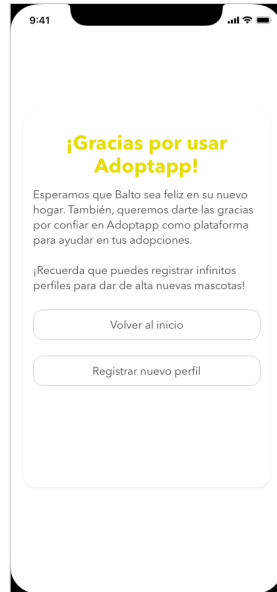 9:41
¡Gracias por usar
Adoptapp!
Esperamos que Balto sea feliz en su nuevo
hogar. También, queremos darte las gracias
por confiar en Adoptapp como plataforma
para ayudar en tus adopciones.
¡Recuerda que puedes registrar infinitos
perfiles para dar de alta nuevas mascotas!
Volver al inicio
Registrar nuevo perfil